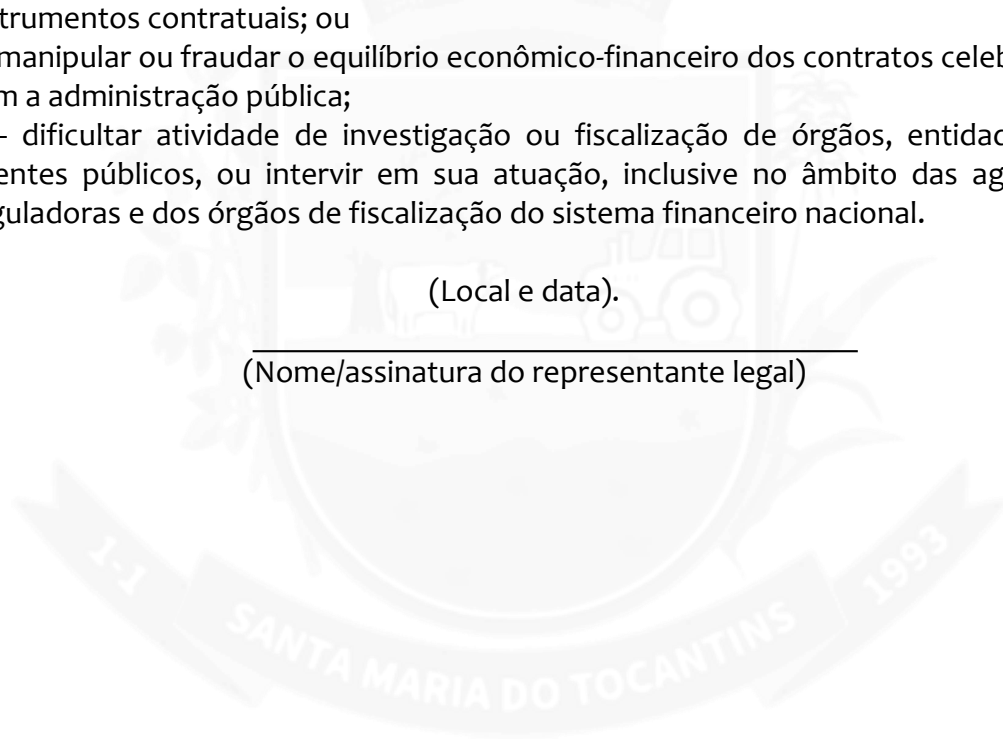 trumentos contratuais; ou
manipular ou fraudar o equilíbrio econômico-financeiro dos contratos celeb
m a administração pública;
– dificultar atividade de investigação ou fiscalização de órgãos, entidad
entes públicos, ou intervir em sua atuação, inclusive no âmbito das ag
guladoras e dos órgãos de fiscalização do sistema financeiro nacional.
(Local e data).
(Nome/assinatura do representante legal)
1-1 SANTA MARIA DO TOCANTINS 1993